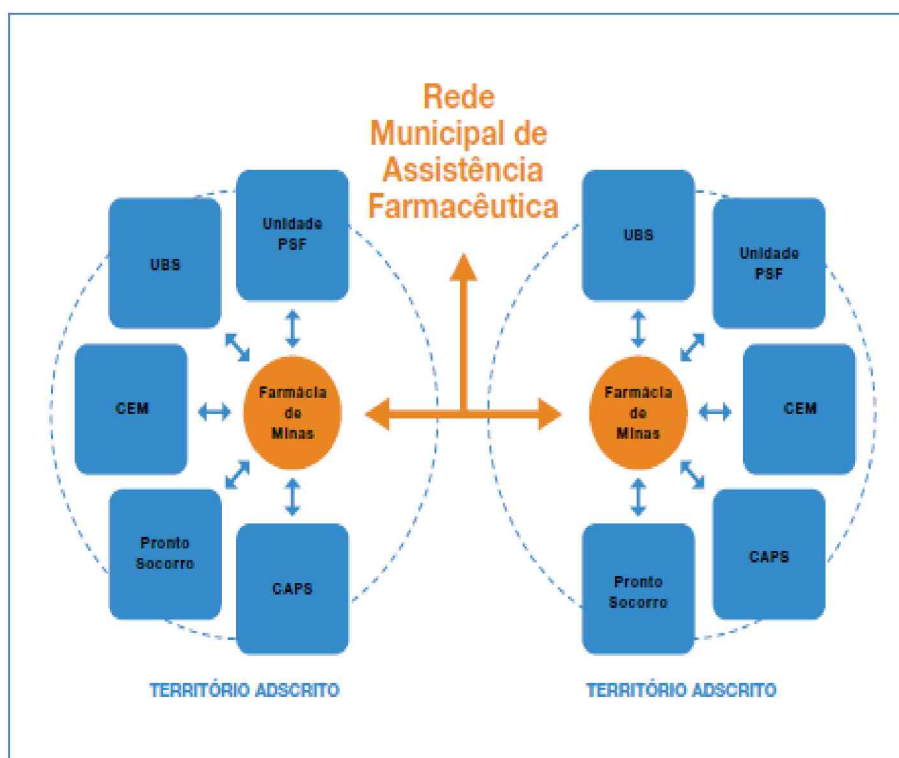 Rede
Municipal de
Assistência
Farmacêutica
Unidade
PSF
UBS
CEM
Farmácia
de
Minas
Pronto
Socorro
CAPS
TERRITÓRIO ADSCRITO
UBS
Unidade
PSF
Farmácia
de
Minas
CEM
CAPS
Pronto
Socorro
TERRITÓRIO ADSCRITO